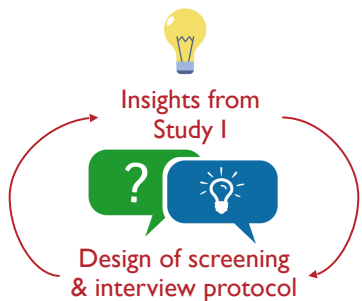 Insights from
Study I
?
Design of screening
& interview protocol